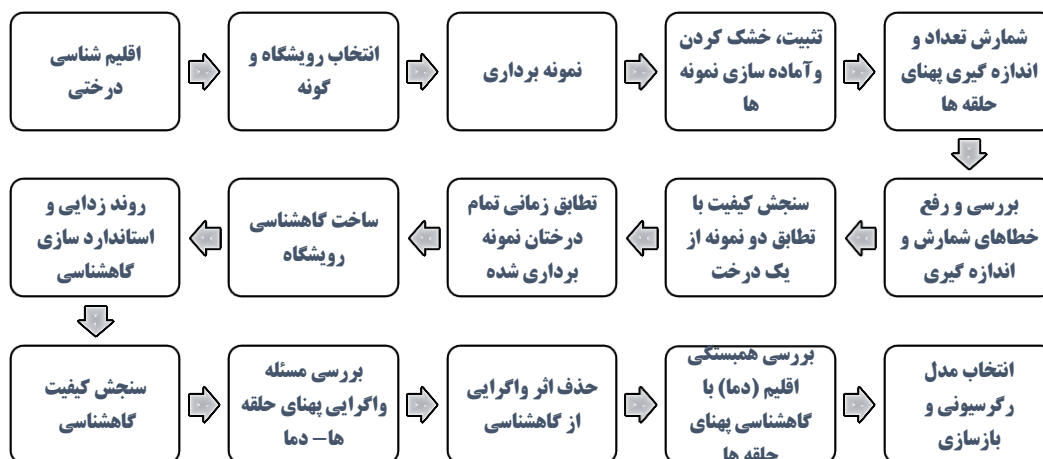 اقلیم شناسی
درختی
انتخاب رویشگاه و
گونه
نمونه برداری
تثبیت، خشک کردن
وآماده سازی نمونه
ها
شمارش تعداد و
اندازه گیری پهنای
حلقه ها
بررسی و رفع
خطاهای شمارش و
اندازه گیری
سنجش کیفیت با
تطابق دو نمونه از
یک درخت
تطابق زمانی تمام
درختان نمونه
برداری شده
ساخت گاهشناسی
رویشگاه
روند زدایی و
استاندارد سازی
گاهشناسی
سنجش کیفیت
گاهشناسی
بررسی مسئله
واگرایی پهنای حلقه
ها– دما
حذف اثر واگرایی
از گاهشناسی
بررسی همبستگی
اقلیم (دما) با
گاهشناسی پهنای
حلقه ها
انتخاب مدل
رگرسیونی و
بازسازی